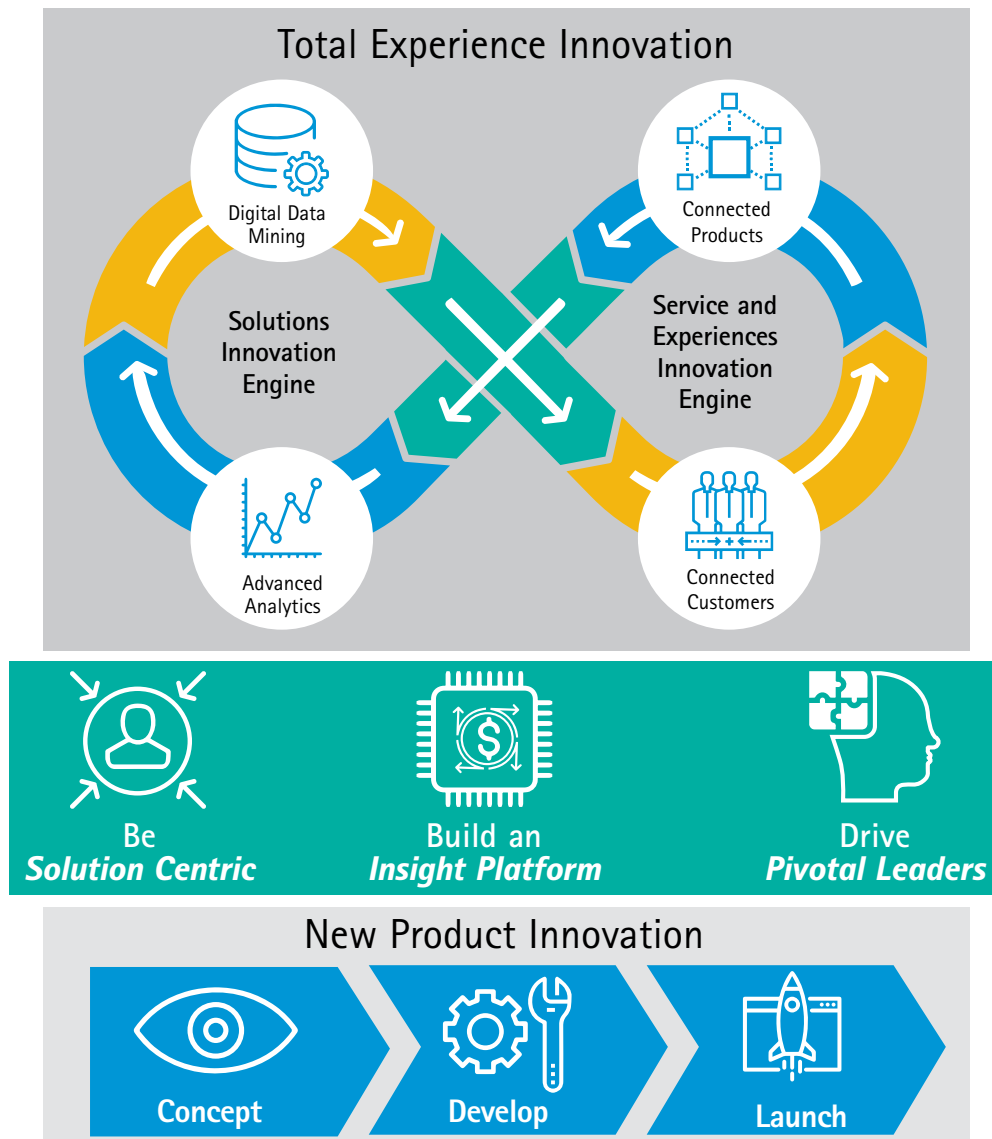 Total Experience Innovation
Digital Data
Mining
Connected
Products
Solutions
Innovation
Engine
Service and
Experiences
Innovation
Engine
Advanced
Analytics
Connected
Customers
$
Be
Solution Centric
Build an
Insight Platform
Drive
Pivotal Leaders
New Product Innovation
Concept
Develop
Launch